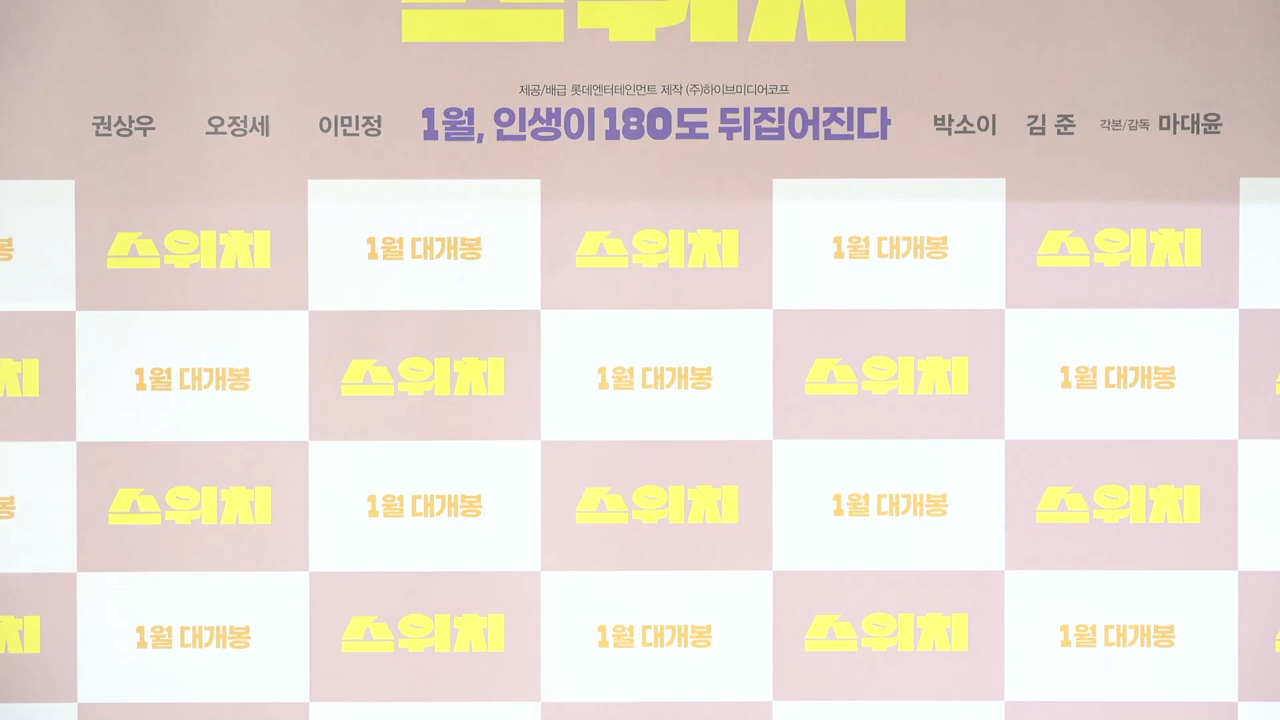 스위치
제공/배급 롯데엔터테인먼트 제작 (주)하이브미디어코프
권상우 오정세 이민정 1월, 인생이 180도 뒤집어진다 박소이 김 준 각본/감독 마대윤
봉 스위치 1월 대개봉 스위치 1월 대개봉 스위치
치 1월 대개봉 스위치 1월 대개봉 스위치 1월 대개봉
봉 스위치 1월 대개봉 스위치 1월 대개봉 스위치
치 1월 대개봉 스위치 1월 대개봉 스위치 1월 대개봉